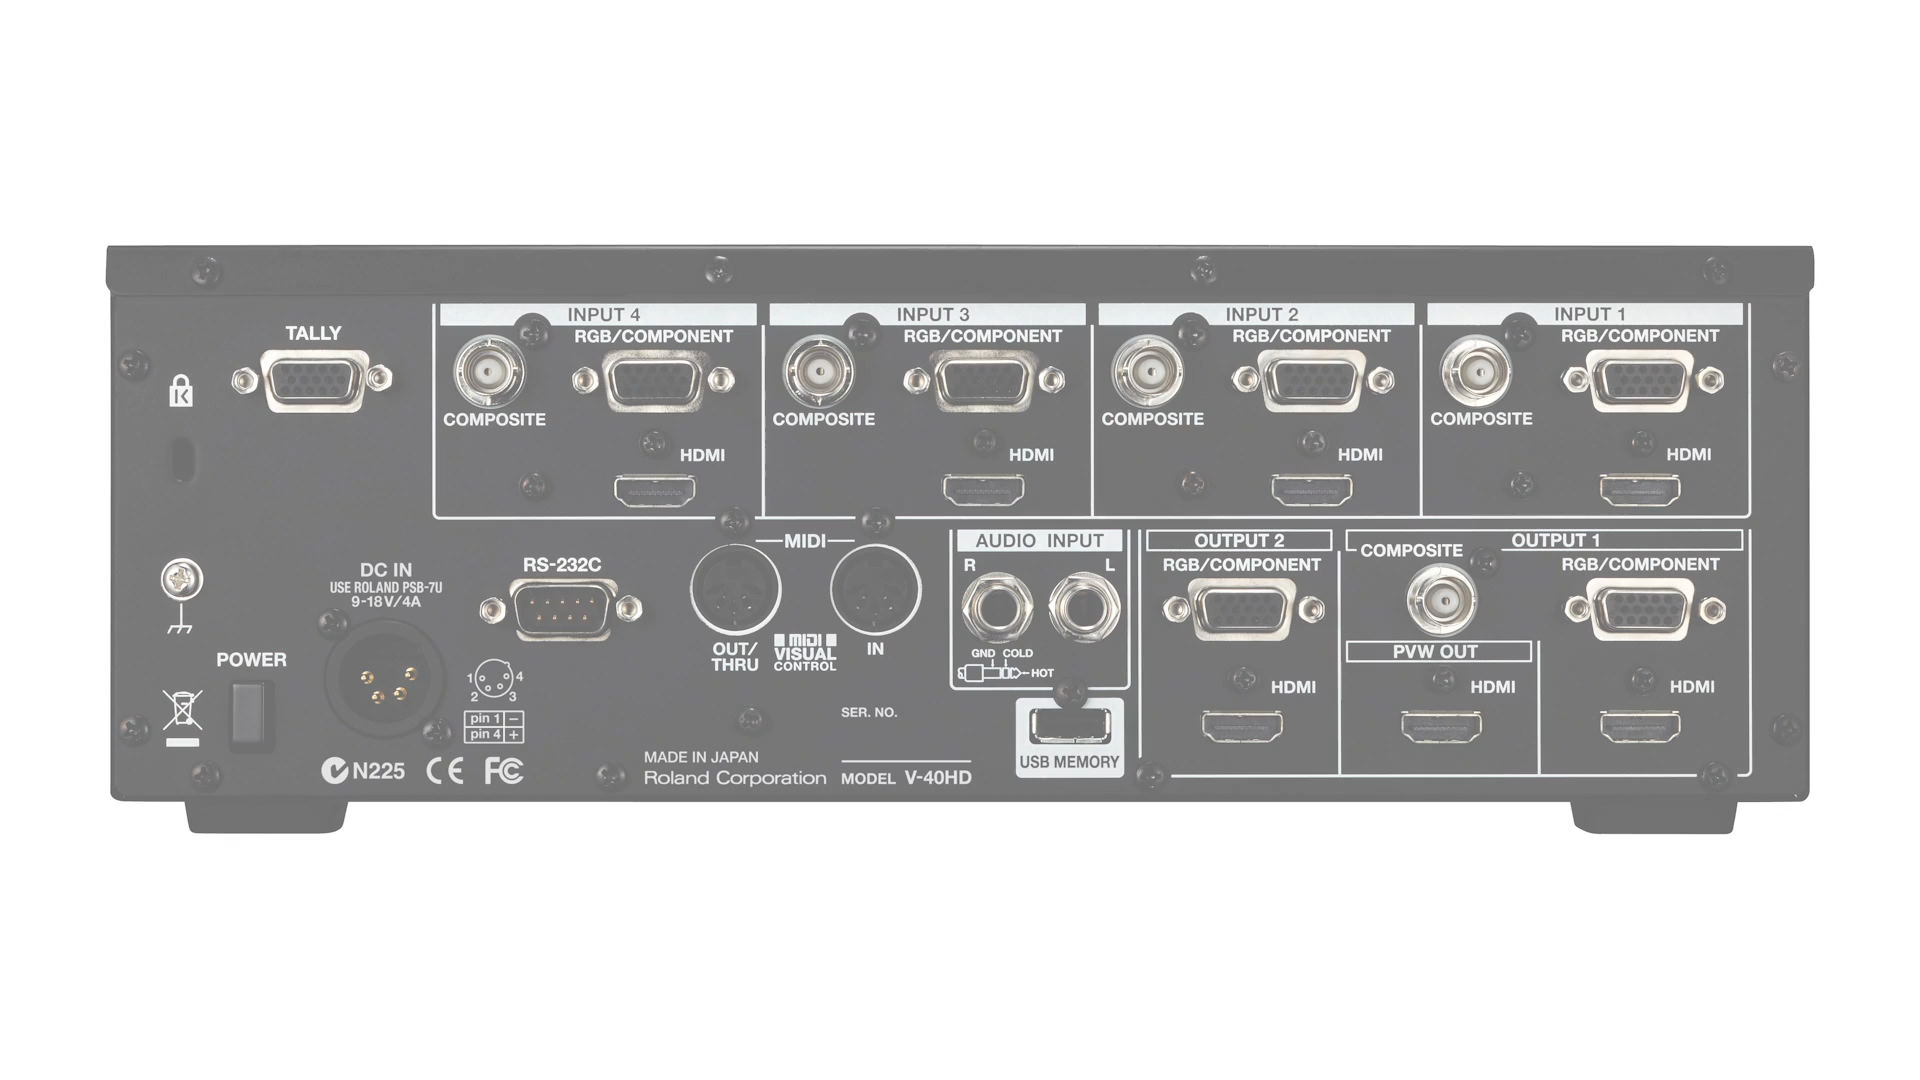 INPUT 4
INPUT 3
INPUT 2
INPUT 1
TALLY
RGB/COMPONENT
RGB/COMPONENT
RGB/COMPONENT
RGB/COMPONENT
K
COMPOSITE
COMPOSITE
COMPOSITE
COMPOSITE
HDMI
HDMI
HDMI
HDMI
DC IN
USE ROLAND PSB-7U
9-18V/4A
RS-232C
MIDI
OUT/
THRU
MIDI
VISUAL
CONTROL
IN
AUDIO INPUT
R L
GND COLD
HOT
OUTPUT 2
RGB/COMPONENT
HDMI
OUTPUT 1
COMPOSITE
RGB/COMPONENT
PVW OUT
HDMI
HDMI
POWER
1 4
2 3
pin 1 −
pin 4 +
N225 CE FC
SER. NO.
MADE IN JAPAN
Roland Corporation
MODEL V-40HD
USB MEMORY